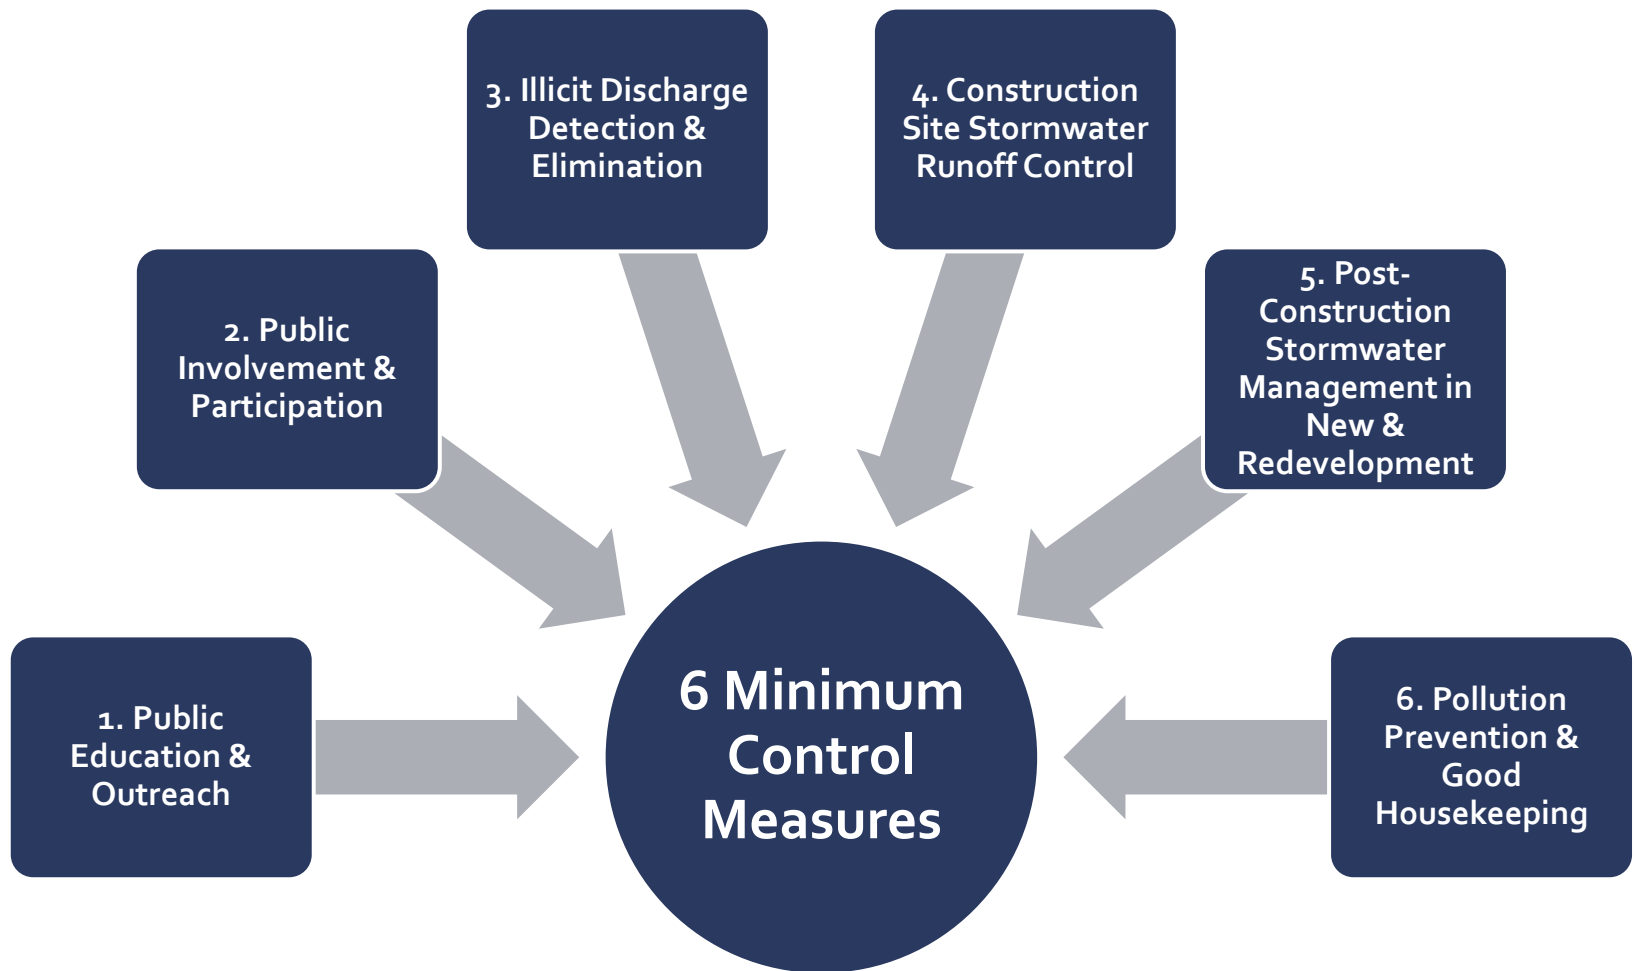 3. Illicit Discharge
Detection &
Elimination
4. Construction
Site Stormwater
Runoff Control
2. Public
Involvement &
Participation
5. Post-
Construction
Stormwater
Management in
New &
Redevelopment
1. Public
Education &
Outreach
6 Minimum
Control
Measures
6. Pollution
Prevention &
Good
Housekeeping